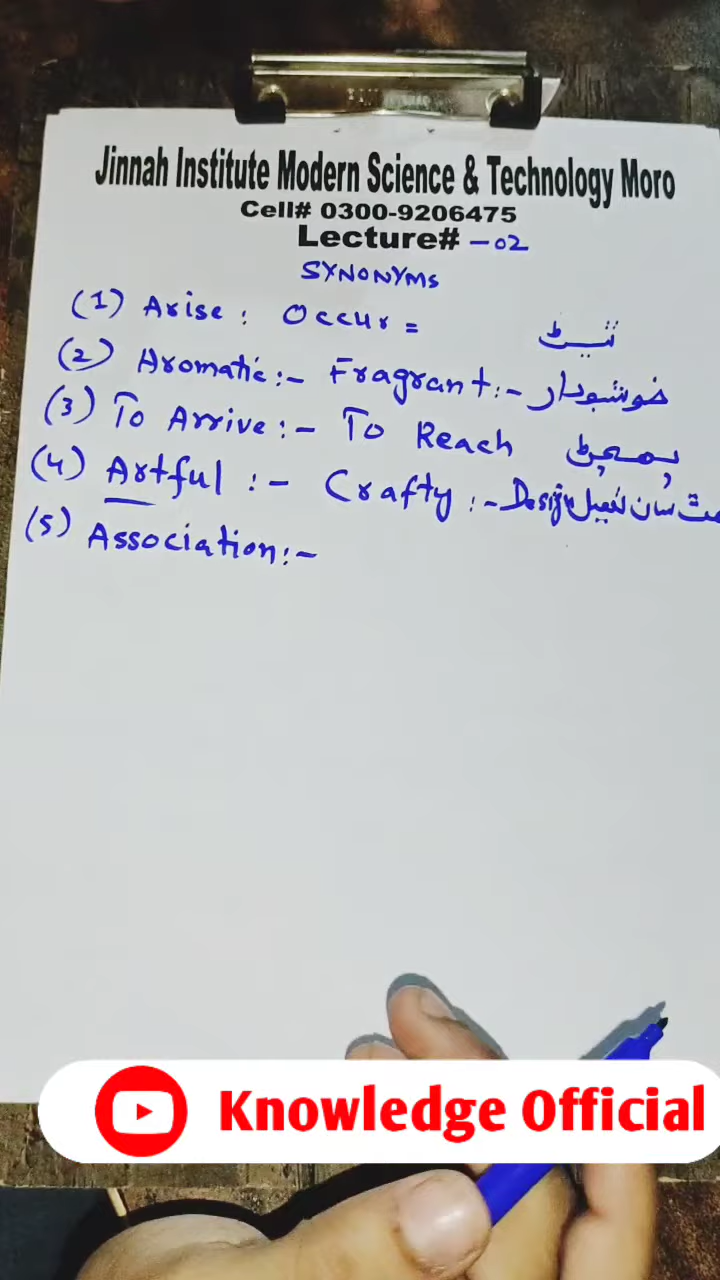 Jinnah Institute Modern Science & Technology Moro
Cell# 0300-9206475
Lecture# -02
SYNONYMS
(1) Arise : Occur =
(2) Aromatic :- Fragrant :- خوشبودار
(3) To Arrive :- To Reach
(4) Artful :- Crafty :- Design سان
(5) Association :-
Knowledge Official